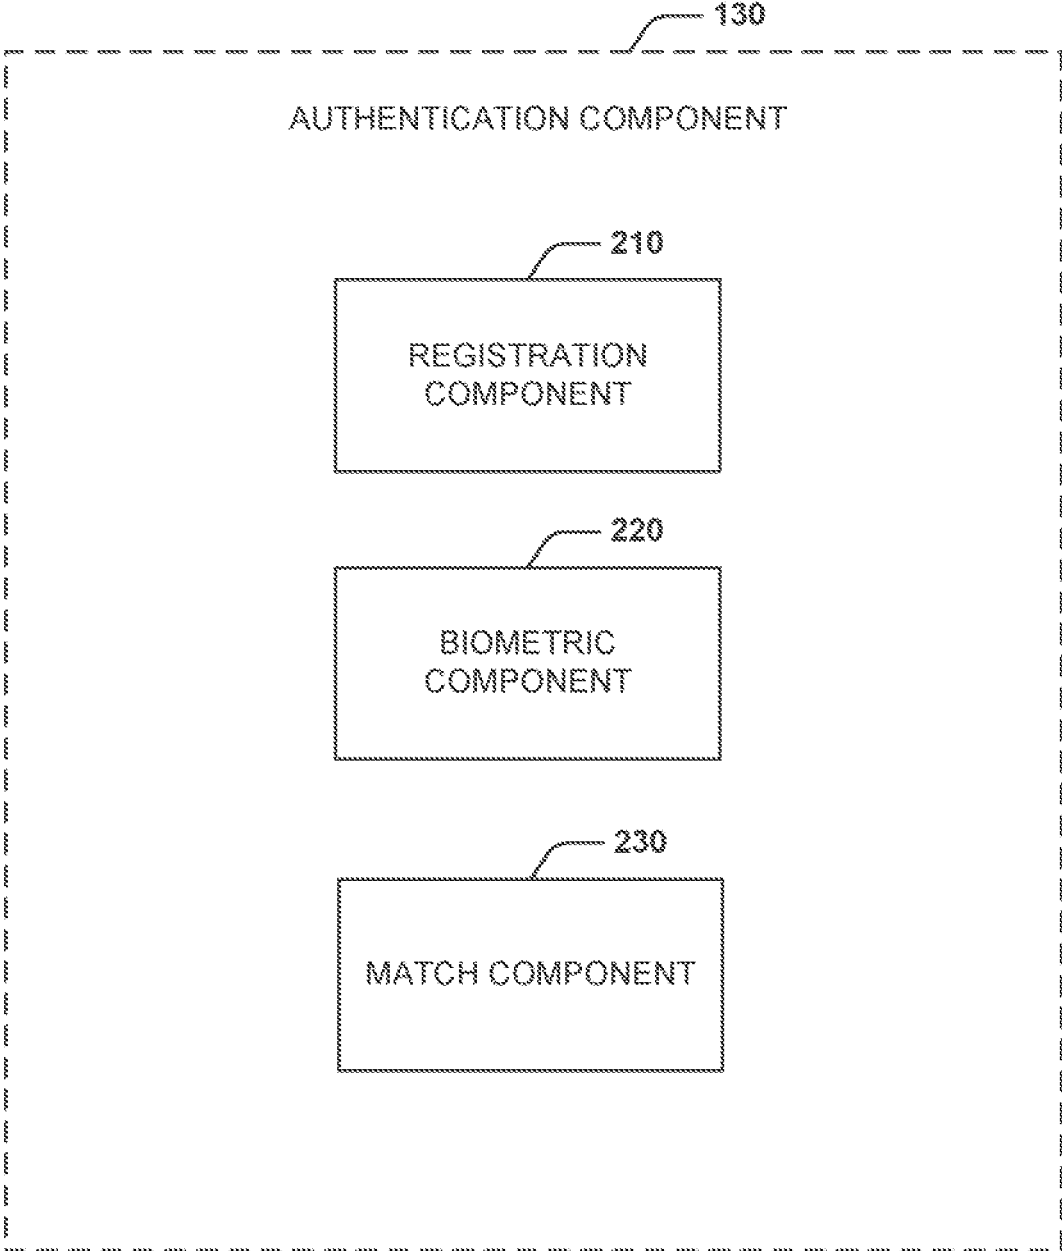 130
AUTHENTICATION COMPONENT
210
REGISTRATION
COMPONENT
220
BIOMETRIC
COMPONENT
230
MATCH COMPONENT